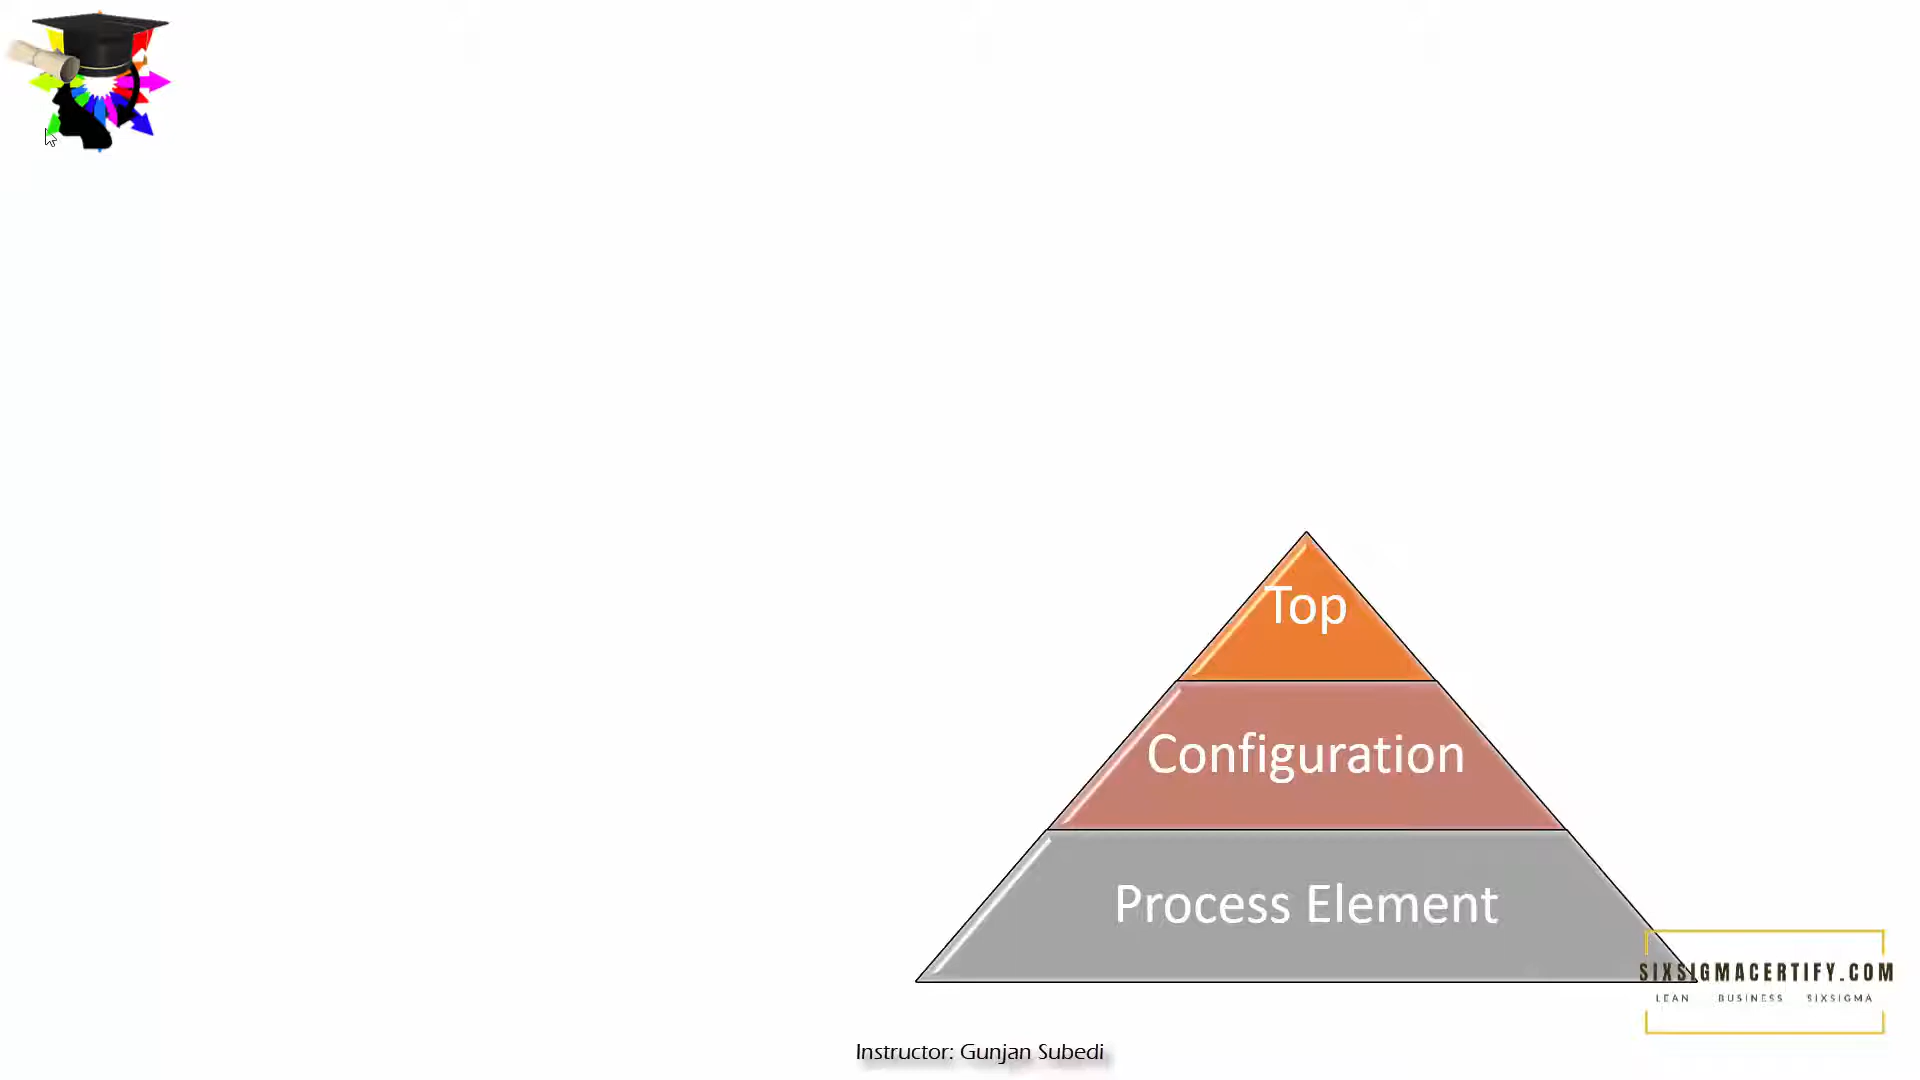 Top
Configuration
Process Element
SIXSIGMACERTIFY.COM
LEAN BUSINESS SIXSIGMA
Instructor: Gunjan Subedi